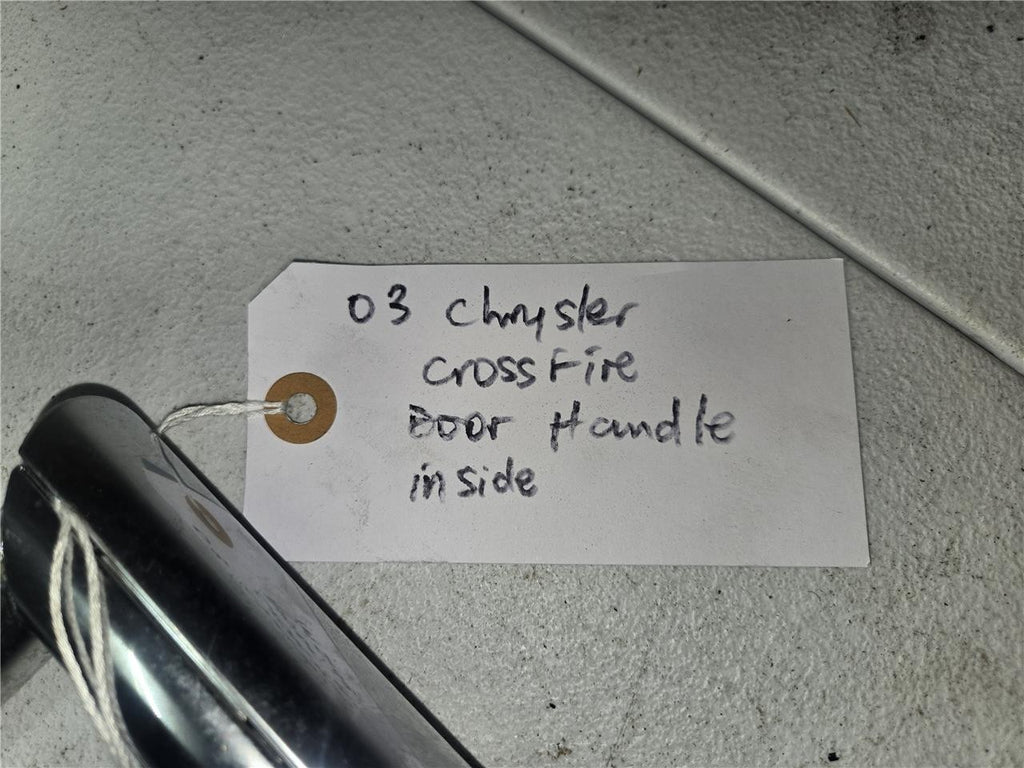 03 Chrysler
CrossFire
Door Handle
inside